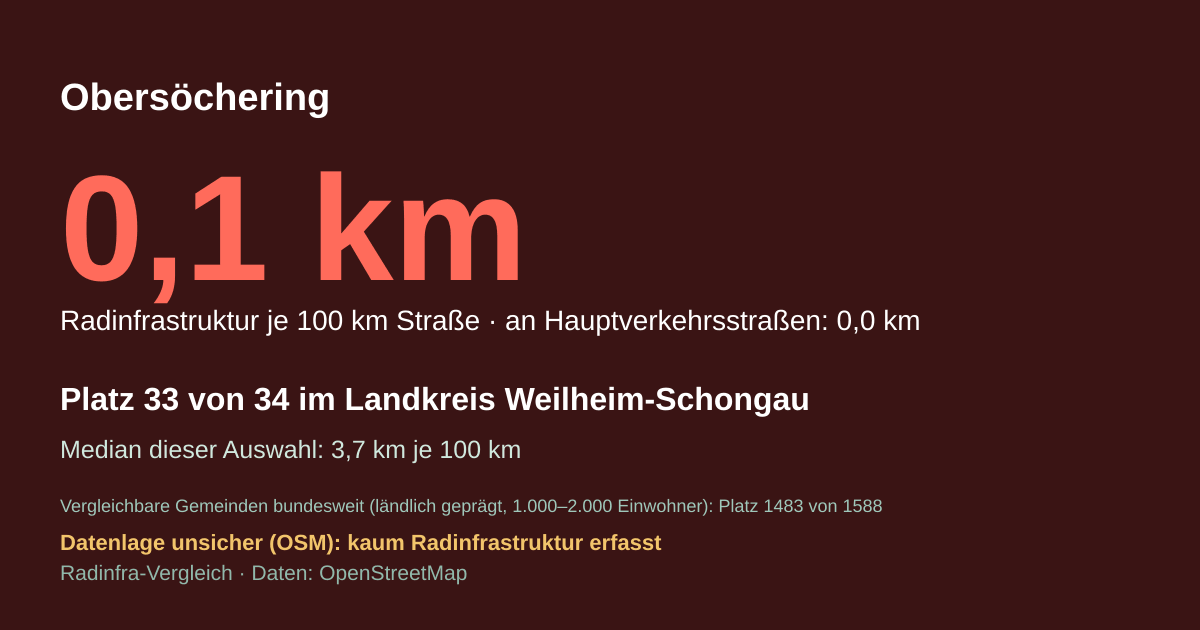 Obersöchering
0,1 km
Radinfrastruktur je 100 km Straße · an Hauptverkehrsstraßen: 0,0 km
Platz 33 von 34 im Landkreis Weilheim-Schongau
Median dieser Auswahl: 3,7 km je 100 km
Vergleichbare Gemeinden bundesweit (ländlich geprägt, 1.000–2.000 Einwohner): Platz 1483 von 1588
Datenlage unsicher (OSM): kaum Radinfrastruktur erfasst
Radinfra-Vergleich · Daten: OpenStreetMap